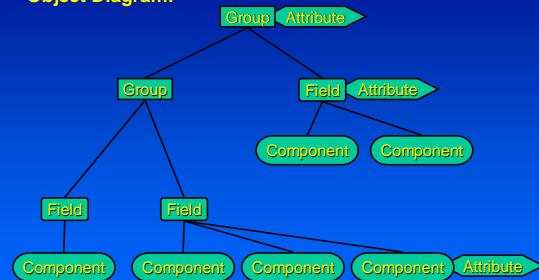 Object Diagram:
Group Attribute
Group Field Attribute
Component Component
Field Field
Component Component Component Component Attribute